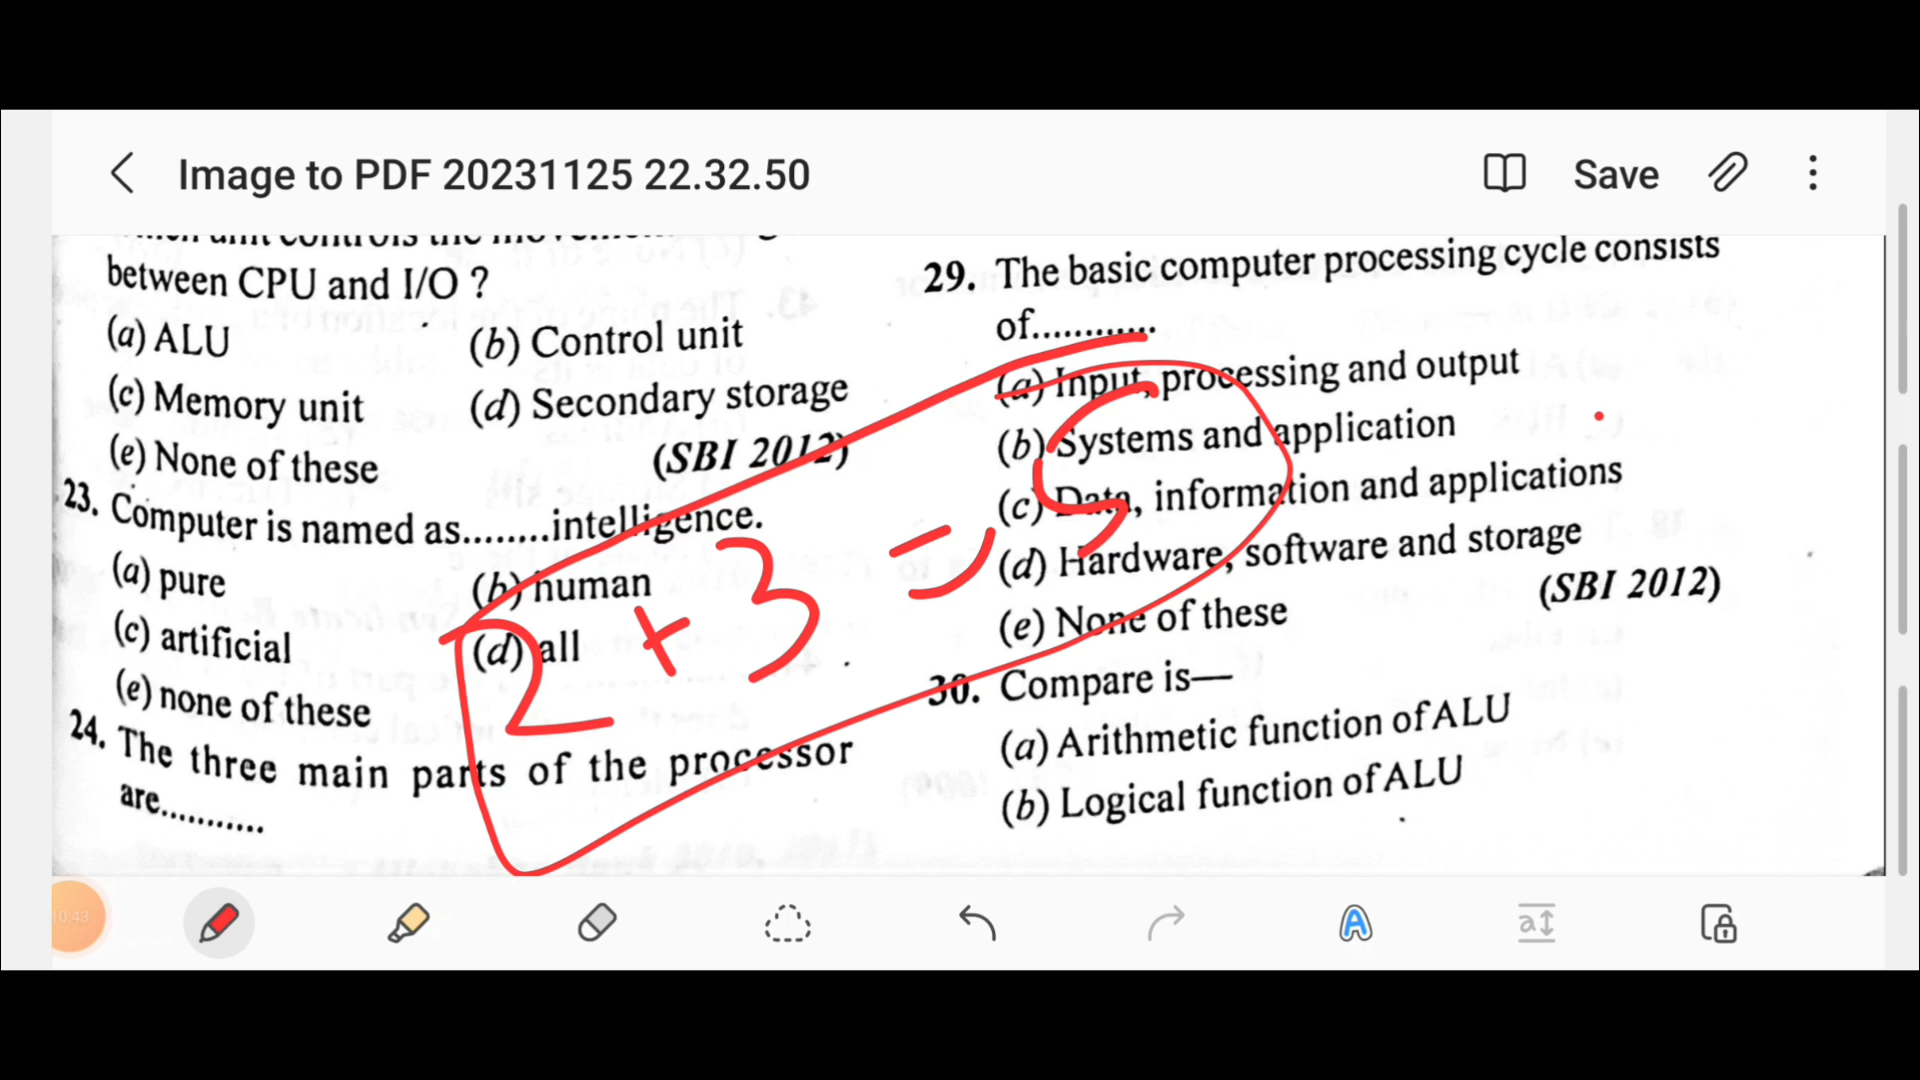 Image to PDF 20231125 22.32.50
Save
between CPU and I/O ?
(a) ALU (b) Control unit
(c) Memory unit (d) Secondary storage
(e) None of these (SBI 2012)
23. Computer is named as........intelligence.
(a) pure (b) human
(c) artificial (d) all
(e) none of these
24. The three main parts of the processor
are...........
29. The basic computer processing cycle consists
of............
(a) Input, processing and output
(b) Systems and application
(c) Data, information and applications
(d) Hardware, software and storage
(e) None of these (SBI 2012)
30. Compare is—
(a) Arithmetic function of ALU
(b) Logical function of ALU
2 + 3 = 5
10:43
A
a